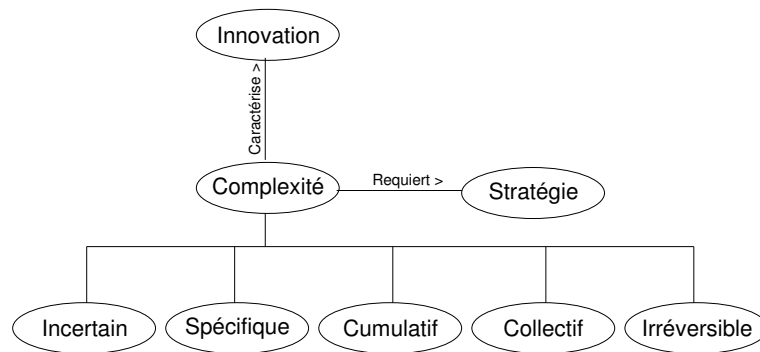 Innovation
Caractérise >
Complexité
Requiert >
Stratégie
Incertain
Spécifique
Cumulatif
Collectif
Irréversible